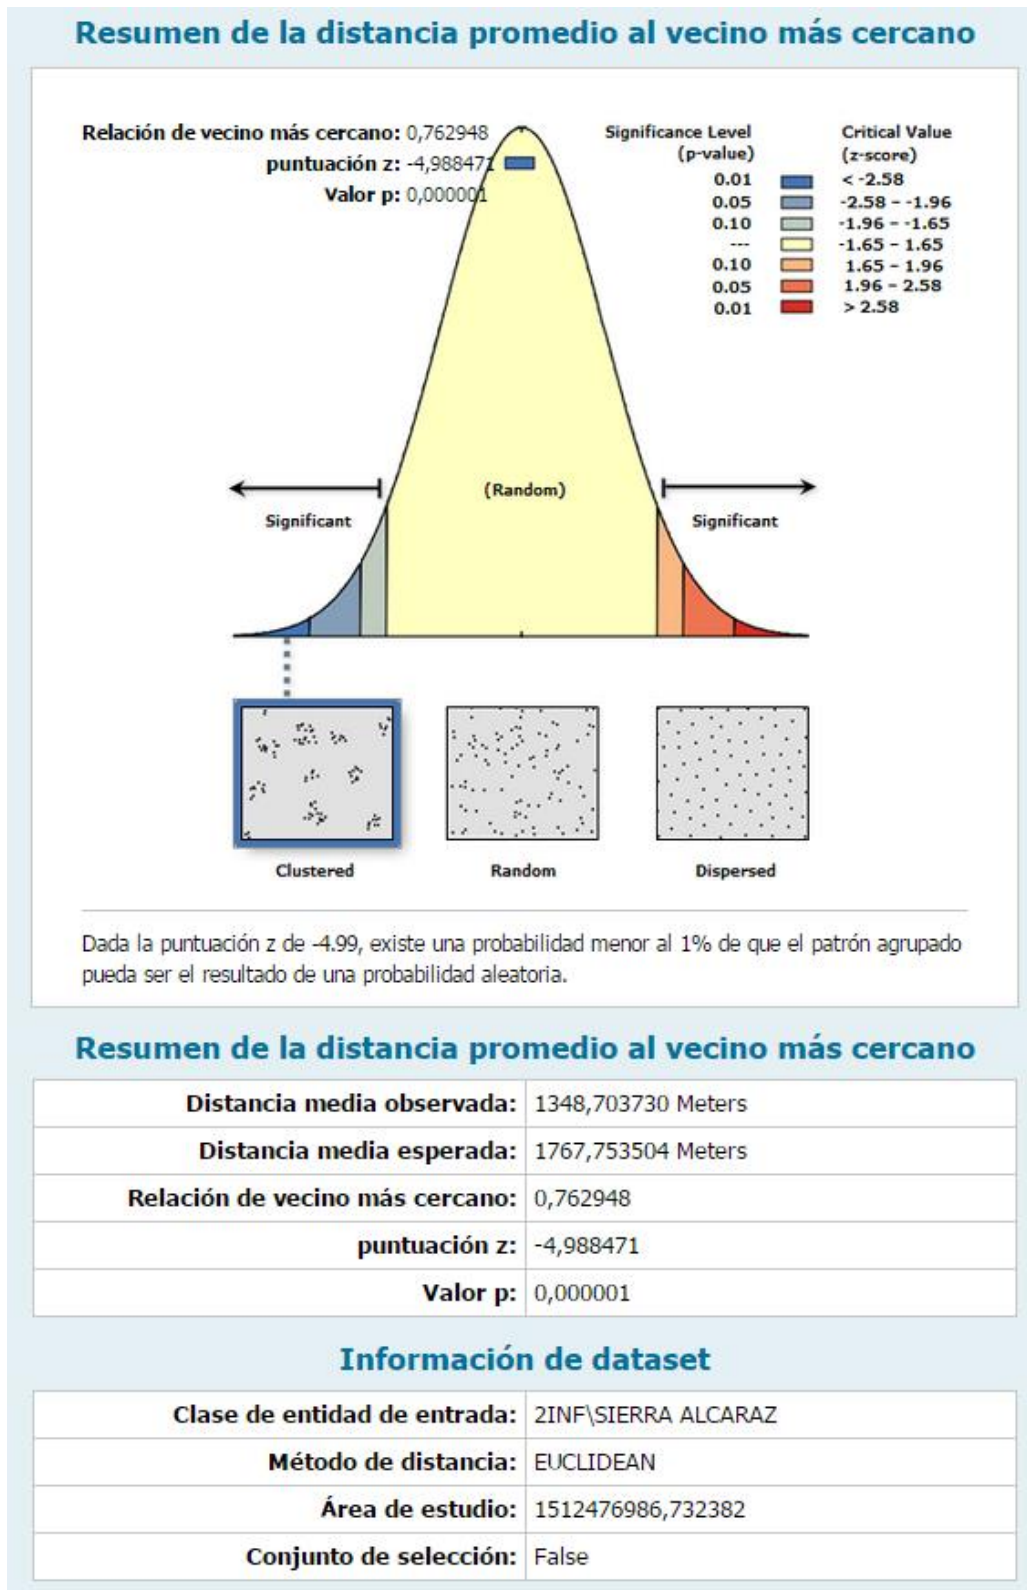 Resumen de la distancia promedio al vecino más cercano
Relación de vecino más cercano: 0,762948
puntuación z: -4,988471
Valor p: 0,000001
Significance Level (p-value) Critical Value (z-score)
0.01 < -2.58
0.05 -2.58 – -1.96
0.10 -1.96 – -1.65
--- -1.65 – 1.65
0.10 1.65 – 1.96
0.05 1.96 – 2.58
0.01 > 2.58
Significant
(Random)
Significant
Clustered
Random
Dispersed
Dada la puntuación z de -4.99, existe una probabilidad menor al 1% de que el patrón agrupado
pueda ser el resultado de una probabilidad aleatoria.
Resumen de la distancia promedio al vecino más cercano
Distancia media observada: 1348,703730 Meters
Distancia media esperada: 1767,753504 Meters
Relación de vecino más cercano: 0,762948
puntuación z: -4,988471
Valor p: 0,000001
Información de dataset
Clase de entidad de entrada: 2INF\SIERRA ALCARAZ
Método de distancia: EUCLIDEAN
Área de estudio: 1512476986,732382
Conjunto de selección: False